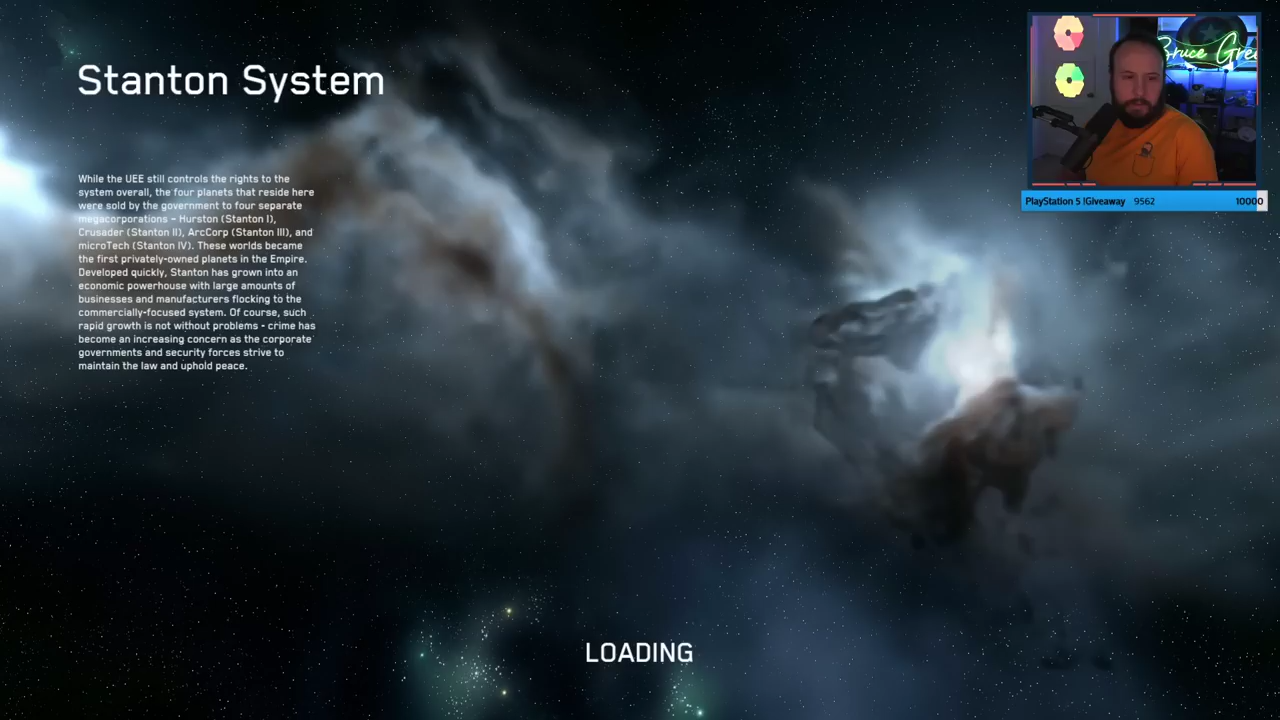 Stanton System
While the UEE still controls the rights to the
system overall, the four planets that reside here
were sold by the government to four separate
megacorporations – Hurston (Stanton I),
Crusader (Stanton II), ArcCorp (Stanton III), and
microTech (Stanton IV). These worlds became
the first privately-owned planets in the Empire.
Developed quickly, Stanton has grown into an
economic powerhouse with large amounts of
businesses and manufacturers flocking to the
commercially-focused system. Of course, such
rapid growth is not without problems - crime has
become an increasing concern as the corporate
governments and security forces strive to
maintain the law and uphold peace.
LOADING
Bruce Gree
PlayStation 5 !Giveaway 9562 10000